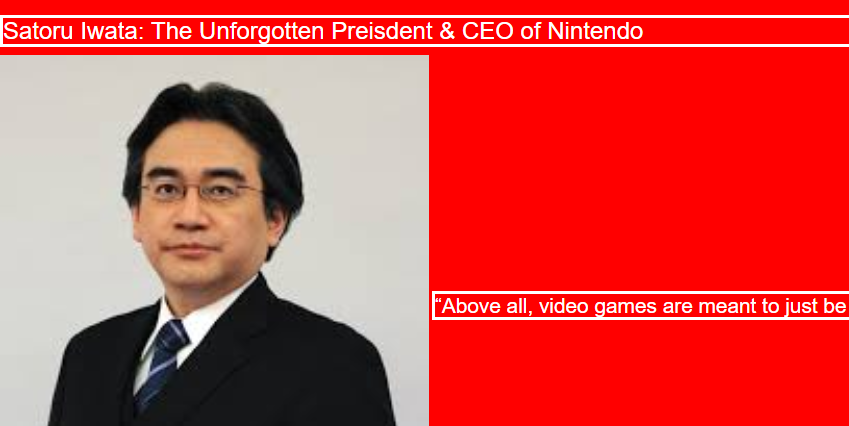 Satoru Iwata: The Unforgotten Preisdent & CEO of Nintendo
“Above all, video games are meant to just be